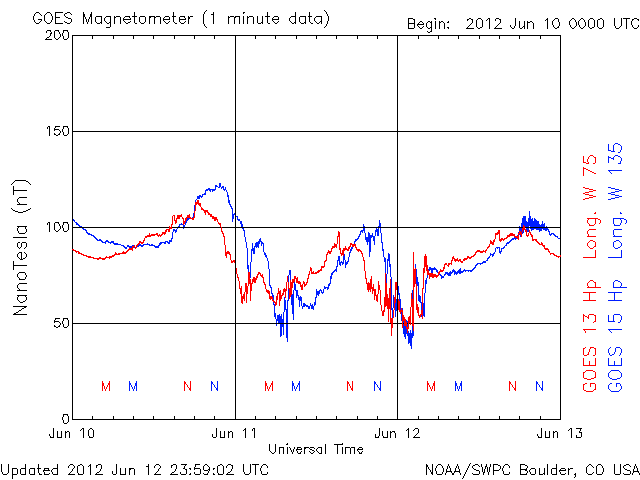 GOES Magnetometer (1 minute data)
Begin: 2012 Jun 10 0000 UTC
200
150
100
50
0
NanoTesla (nT)
M M N N M M N N M M N N
Jun 10 Jun 11 Jun 12 Jun 13
Universal Time
GOES 13 Hp Long. W 75
GOES 15 Hp Long. W 135
Updated 2012 Jun 12 23:59:02 UTC
NOAA/SWPC Boulder, CO USA